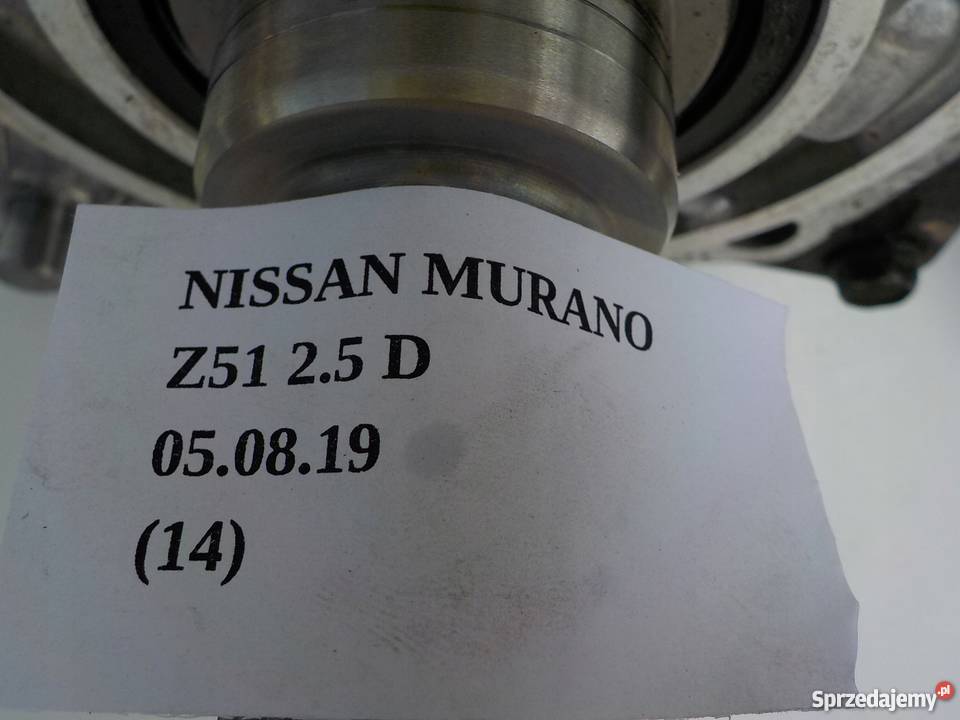 NISSAN MURANO
Z51 2.5 D
05.08.19
(14)
Sprzedajemy.pl